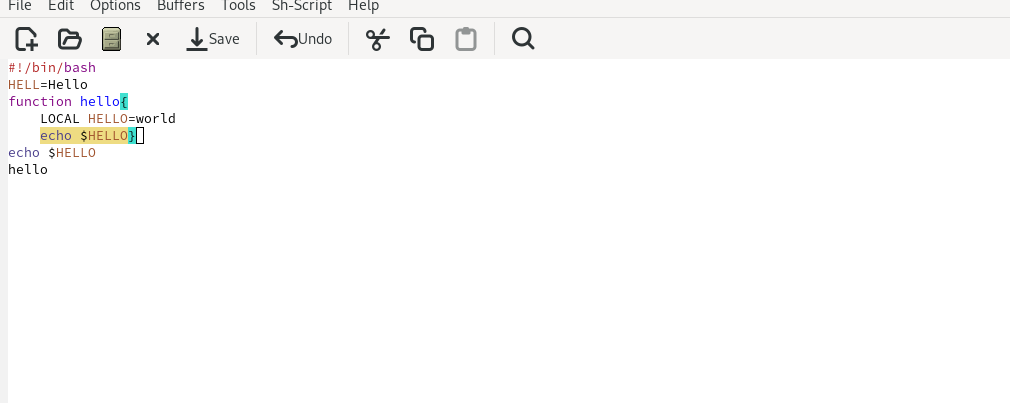 File Edit Options Buffers Tools Sh-Script Help
Save Undo
#!/bin/bash
HELL=Hello
function hello{
    LOCAL HELLO=world
    echo $HELLO}
echo $HELLO
hello